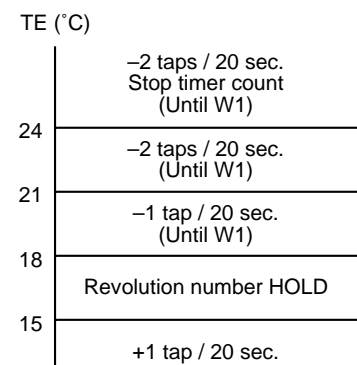 TE (˚C)
–2 taps / 20 sec.
Stop timer count
(Until W1)
24
–2 taps / 20 sec.
(Until W1)
21
–1 tap / 20 sec.
(Until W1)
18
Revolution number HOLD
15
+1 tap / 20 sec.